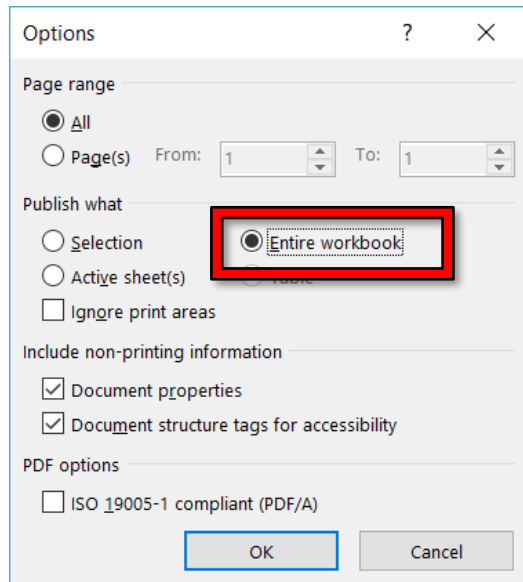 Options ?
Page range
All
Page(s) From: 1 To: 1
Publish what
Selection Entire workbook
Active sheet(s) Table
Ignore print areas
Include non-printing information
Document properties
Document structure tags for accessibility
PDF options
ISO 19005-1 compliant (PDF/A)
OK Cancel